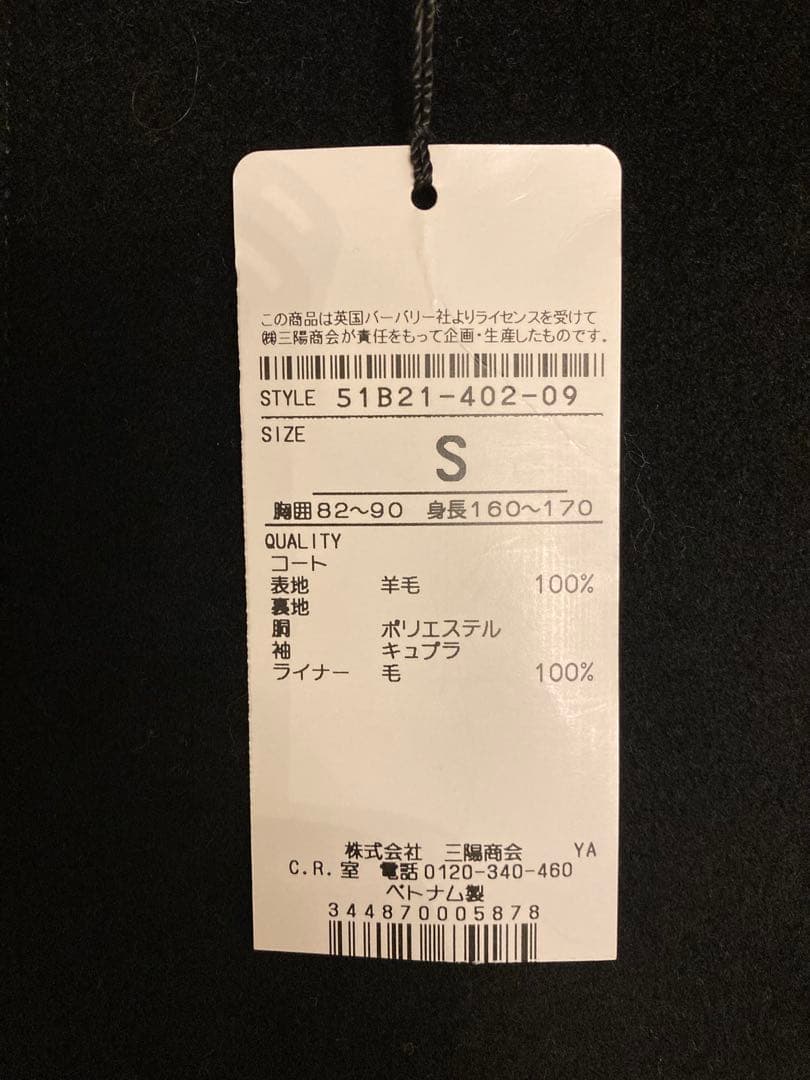 この商品は英国バーバリー社よりライセンスを受けて
㈱三陽商会が責任をもって企画・生産したものです。
STYLE 51B21-402-09
SIZE
S
胸囲82～90 身長160～170
QUALITY
コート
表地 羊毛 100%
裏地
胴 ポリエステル
袖 キュプラ
ライナー 毛 100%
株式会社 三陽商会 YA
C.R.室 電話0120-340-460
ベトナム製
344870005878